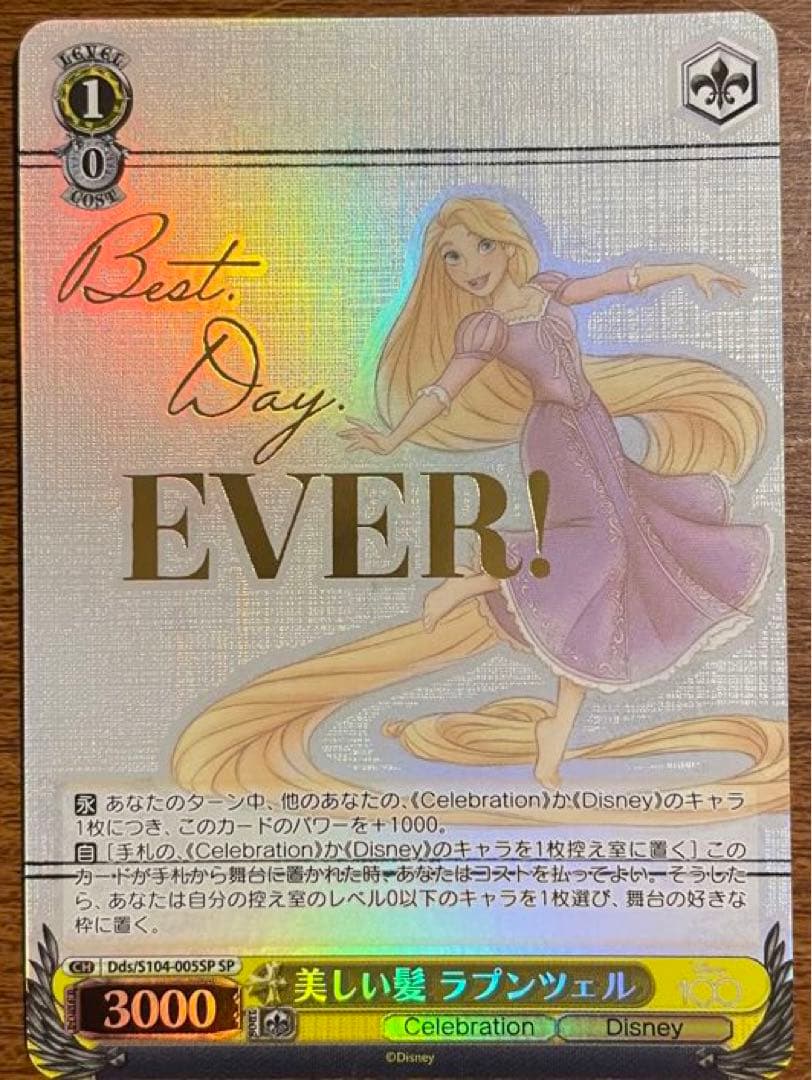 LEVEL
1
0
COST
Best.
Day.
EVER!
永 あなたのターン中、他のあなたの、《Celebration》か《Disney》のキャラ
1枚につき、このカードのパワーを＋1000。
自 [手札の、《Celebration》か《Disney》のキャラを1枚控え室に置く] この
カードが手札から舞台に置かれた時、あなたはコストを払ってよい。そうした
ら、あなたは自分の控え室のレベル0以下のキャラを1枚選び、舞台の好きな
枠に置く。
CH Dds/S104-005SP SP
POWER 3000
SOUL
美しい髪 ラプンツェル
Disney 100
Celebration Disney
©Disney